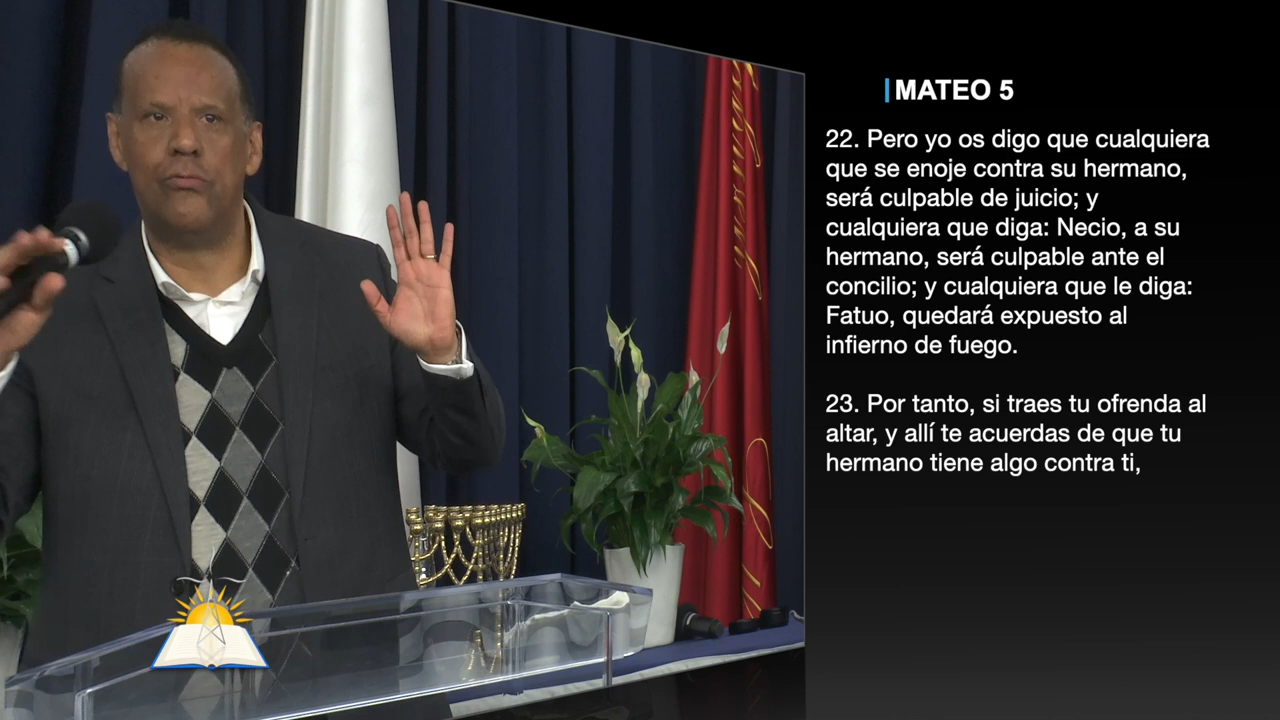 MATEO 5
22. Pero yo os digo que cualquiera
que se enoje contra su hermano,
será culpable de juicio; y
cualquiera que diga: Necio, a su
hermano, será culpable ante el
concilio; y cualquiera que le diga:
Fatuo, quedará expuesto al
infierno de fuego.
23. Por tanto, si traes tu ofrenda al
altar, y allí te acuerdas de que tu
hermano tiene algo contra ti,